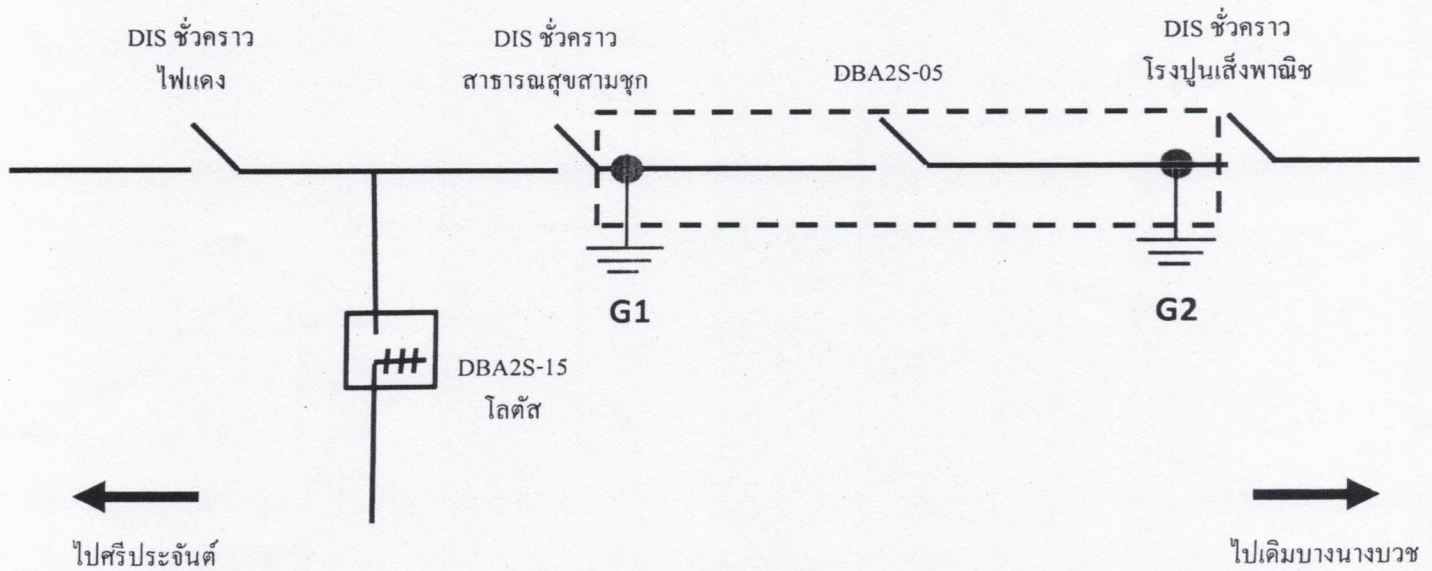 DIS ชั่วคราว
ไฟแดง
DIS ชั่วคราว
สาธารณสุขสามชุก
DBA2S-05
DIS ชั่วคราว
โรงปูนเส็งพาณิช
G1
G2
DBA2S-15
โลตัส
ไปศรีประจันต์
ไปเดิมบางนางบวช